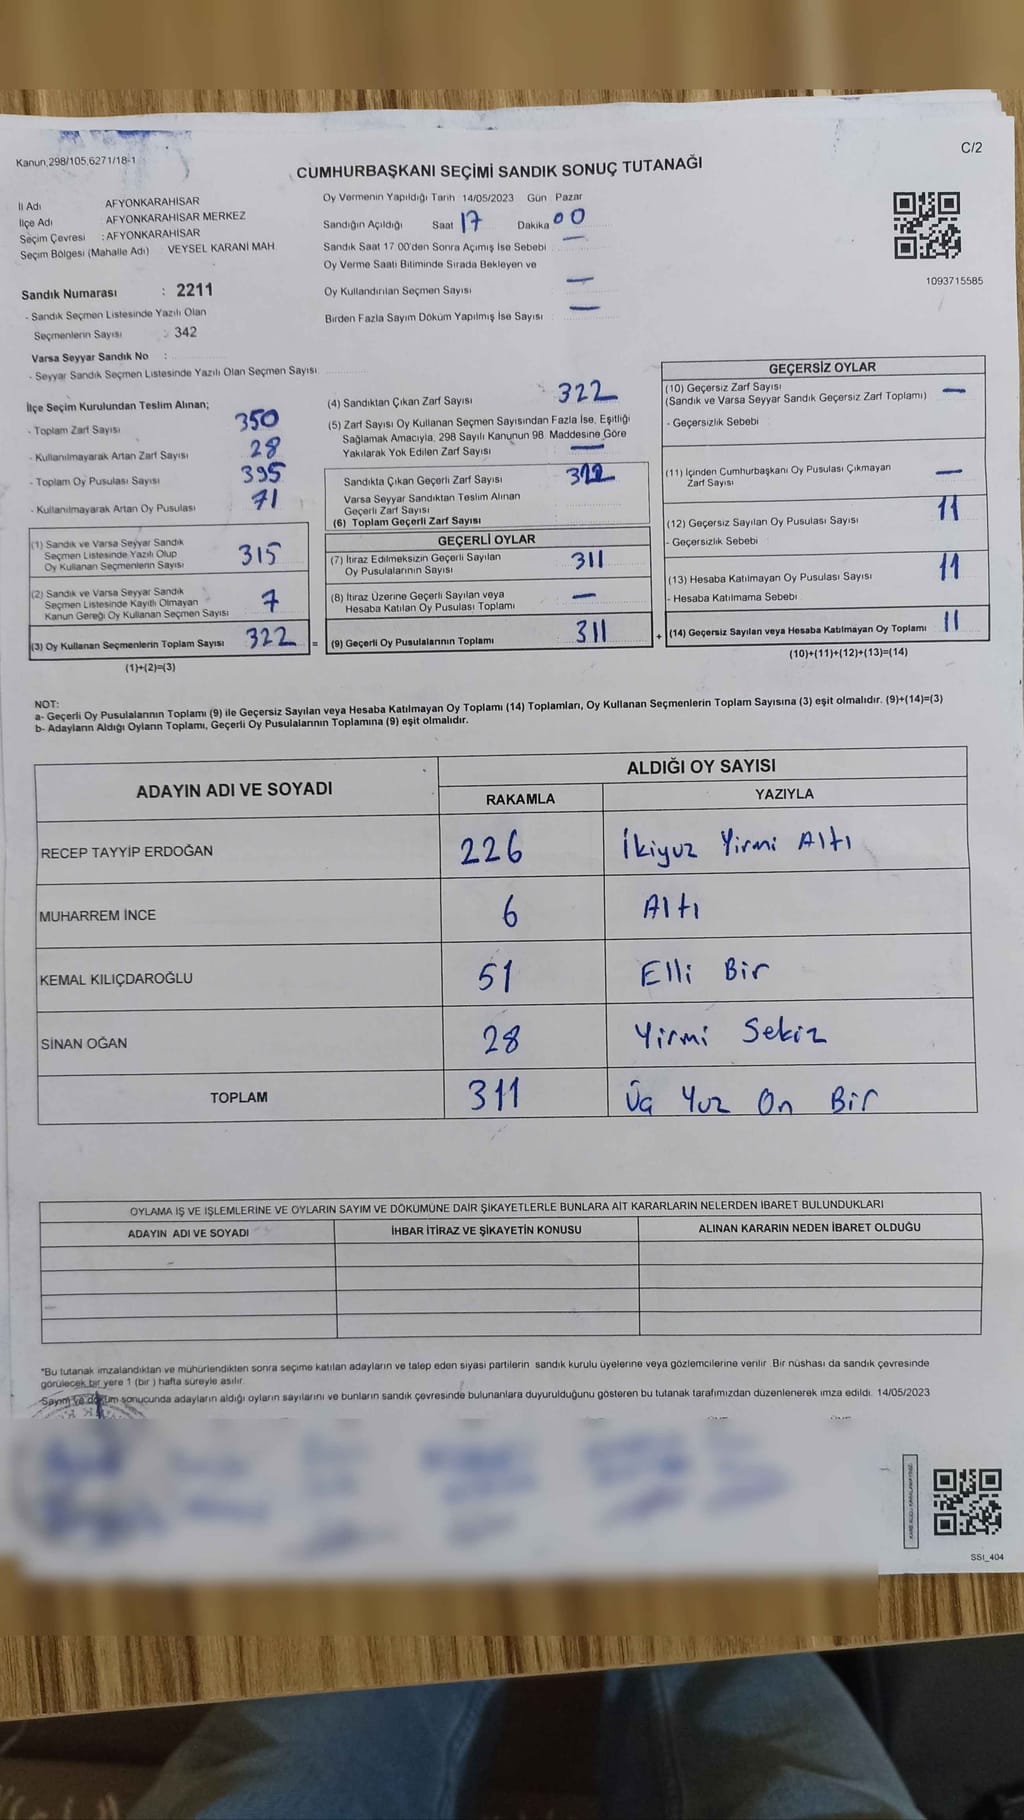 Kanun,298/105,6271/18-1
C/2
CUMHURBAŞKANI SEÇİMİ SANDIK SONUÇ TUTANAĞI
İl Adı AFYONKARAHİSAR
İlçe Adı AFYONKARAHİSAR MERKEZ
Seçim Çevresi : AFYONKARAHİSAR
Seçim Bölgesi (Mahalle Adı) : VEYSEL KARANİ MAH.
Oy Vermenin Yapıldığı Tarih 14/05/2023 Gün Pazar
Sandığın Açıldığı Saat 17 Dakika 00
Sandık Saat 17 00'den Sonra Açımış İse Sebebi —
Oy Verme Saati Bitiminde Sırada Bekleyen ve
Oy Kullandırılan Seçmen Sayısı —
Birden Fazla Sayım Döküm Yapılmış İse Sayısı —
1093715585
Sandık Numarası : 2211
- Sandık Seçmen Listesinde Yazılı Olan
Seçmenlerin Sayısı : 342
Varsa Seyyar Sandık No :
- Seyyar Sandık Seçmen Listesinde Yazılı Olan Seçmen Sayısı
İlçe Seçim Kurulundan Teslim Alınan;
- Toplam Zarf Sayısı 350
- Kullanılmayarak Artan Zarf Sayısı 28
- Toplam Oy Pusulası Sayısı 395
- Kullanılmayarak Artan Oy Pusulası 71
(1) Sandık ve Varsa Seyyar Sandık
Seçmen Listesinde Yazılı Olup
Oy Kullanan Seçmenlerin Sayısı 315
(2) Sandık ve Varsa Seyyar Sandık
Seçmen Listesinde Kayıtlı Olmayan
Kanun Gereği Oy Kullanan Seçmen Sayısı 7
(3) Oy Kullanan Seçmenlerin Toplam Sayısı 322 =
(1)+(2)=(3)
(4) Sandıktan Çıkan Zarf Sayısı 322
(5) Zarf Sayısı Oy Kullanan Seçmen Sayısından Fazla İse, Eşitliği
Sağlamak Amacıyla, 298 Sayılı Kanunun 98 Maddesine Göre
Yakılarak Yok Edilen Zarf Sayısı —
Sandıkta Çıkan Geçerli Zarf Sayısı 322
Varsa Seyyar Sandıktan Teslim Alınan
Geçerli Zarf Sayısı
(6) Toplam Geçerli Zarf Sayısı
GEÇERLİ OYLAR
(7) İtiraz Edilmeksizin Geçerli Sayılan
Oy Pusulalarının Sayısı 311
(8) İtiraz Üzerine Geçerli Sayılan veya
Hesaba Katılan Oy Pusulası Toplamı —
(9) Geçerli Oy Pusulalarının Toplamı 311 +
GEÇERSİZ OYLAR
(10) Geçersiz Zarf Sayısı
(Sandık ve Varsa Seyyar Sandık Geçersiz Zarf Toplamı) —
- Geçersizlik Sebebi
(11) İçinden Cumhurbaşkanı Oy Pusulası Çıkmayan
Zarf Sayısı —
(12) Geçersiz Sayılan Oy Pusulası Sayısı 11
- Geçersizlik Sebebi
(13) Hesaba Katılmayan Oy Pusulası Sayısı 11
- Hesaba Katılmama Sebebi
(14) Geçersiz Sayılan veya Hesaba Katılmayan Oy Toplamı 11
(10)+(11)+(12)+(13)=(14)
NOT:
a- Geçerli Oy Pusulalarının Toplamı (9) ile Geçersiz Sayılan veya Hesaba Katılmayan Oy Toplamı (14) Toplamları, Oy Kullanan Seçmenlerin Toplam Sayısına (3) eşit olmalıdır. (9)+(14)=(3)
b- Adayların Aldığı Oyların Toplamı, Geçerli Oy Pusulalarının Toplamına (9) eşit olmalıdır.
ADAYIN ADI VE SOYADI ALDIĞI OY SAYISI
RAKAMLA YAZIYLA
RECEP TAYYİP ERDOĞAN 226 İkiyuz Yirmi Altı
MUHARREM İNCE 6 Altı
KEMAL KILIÇDAROĞLU 51 Elli Bir
SİNAN OĞAN 28 Yirmi Sekiz
TOPLAM 311 Üç Yuz On Bir
OYLAMA İŞ VE İŞLEMLERİNE VE OYLARIN SAYIM VE DÖKÜMÜNE DAİR ŞİKAYETLERLE BUNLARA AİT KARARLARIN NELERDEN İBARET BULUNDUKLARI
ADAYIN ADI VE SOYADI İHBAR İTİRAZ VE ŞİKAYETİN KONUSU ALINAN KARARIN NEDEN İBARET OLDUĞU
*Bu tutanak imzalandıktan ve mühürlendikten sonra seçime katılan adayların ve talep eden siyasi partilerin sandık kurulu üyelerine veya gözlemcilerine verilir. Bir nüshası da sandık çevresinde
görülecek bir yere 1 (bir ) hafta süreyle asılır.
Sayım ve döküm sonucunda adayların aldığı oyların sayılarını ve bunların sandık çevresinde bulunanlara duyurulduğunu gösteren bu tutanak tarafımızdan düzenlenerek imza edildi. 14/05/2023
SSI_404